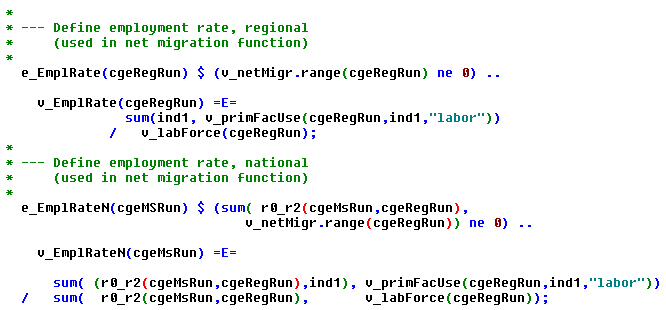 *
* --- Define employment rate, regional
*     (used in net migration function)
*
  e_EmplRate(cgeRegRun) $ (v_netMigr.range(cgeRegRun) ne 0) ..
    v_EmplRate(cgeRegRun) =E=
               sum(ind1, v_primFacUse(cgeRegRun,ind1,"labor"))
             /   v_labForce(cgeRegRun);
*
* --- Define employment rate, national
*     (used in net migration function)
*
  e_EmplRateN(cgeMSRun) $ (sum( r0_r2(cgeMsRun,cgeRegRun),
                              v_netMigr.range(cgeRegRun)) ne 0) ..
    v_EmplRateN(cgeMsRun) =E=
      sum( (r0_r2(cgeMsRun,cgeRegRun),ind1), v_primFacUse(cgeRegRun,ind1,"labor"))
  /   sum(  r0_r2(cgeMsRun,cgeRegRun),       v_labForce(cgeRegRun));